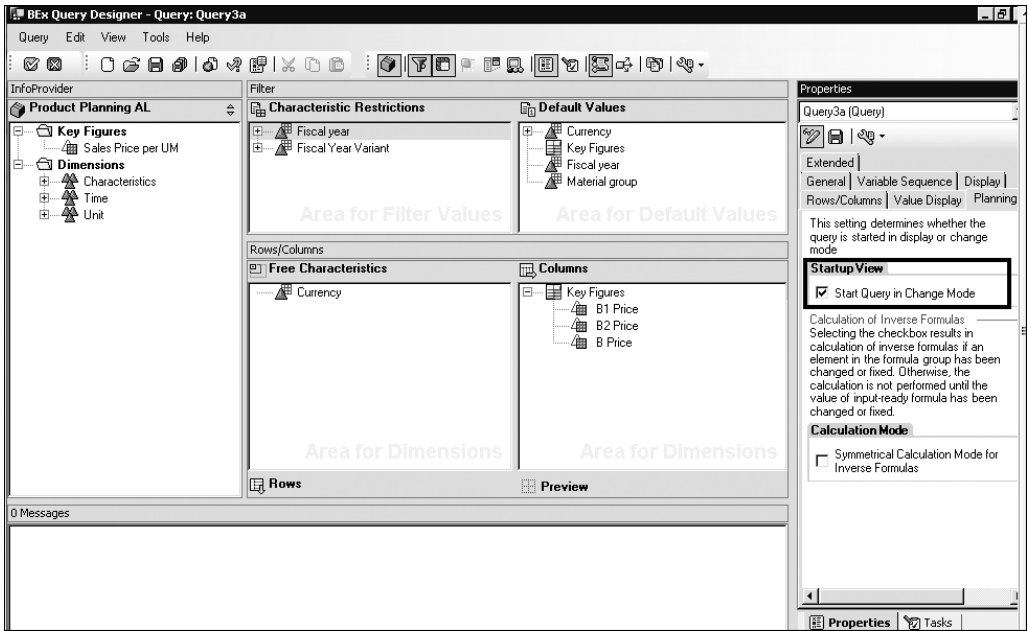 BEx Query Designer - Query: Query3a
Query Edit View Tools Help
InfoProvider
Product Planning AL
Key Figures
Sales Price per UM
Dimensions
Characteristics
Time
Unit
Filter
Characteristic Restrictions
Fiscal year
Fiscal Year Variant
Area for Filter Values
Default Values
Currency
Key Figures
Fiscal year
Material group
Area for Default Values
Rows/Columns
Free Characteristics
Currency
Area for Dimensions
Columns
Key Figures
B1 Price
B2 Price
B Price
Area for Dimensions
Rows
Preview
0 Messages
Properties
Query3a (Query)
Extended
General Variable Sequence Display
Rows/Columns Value Display Planning
This setting determines whether the
query is started in display or change
mode
Startup View
Start Query in Change Mode
Calculation of Inverse Formulas
Selecting the checkbox results in
calculation of inverse formulas if an
element in the formula group has been
changed or fixed. Otherwise, the
calculation is not performed until the
value of input-ready formula has been
changed or fixed.
Calculation Mode
Symmetrical Calculation Mode for
Inverse Formulas
Properties Tasks